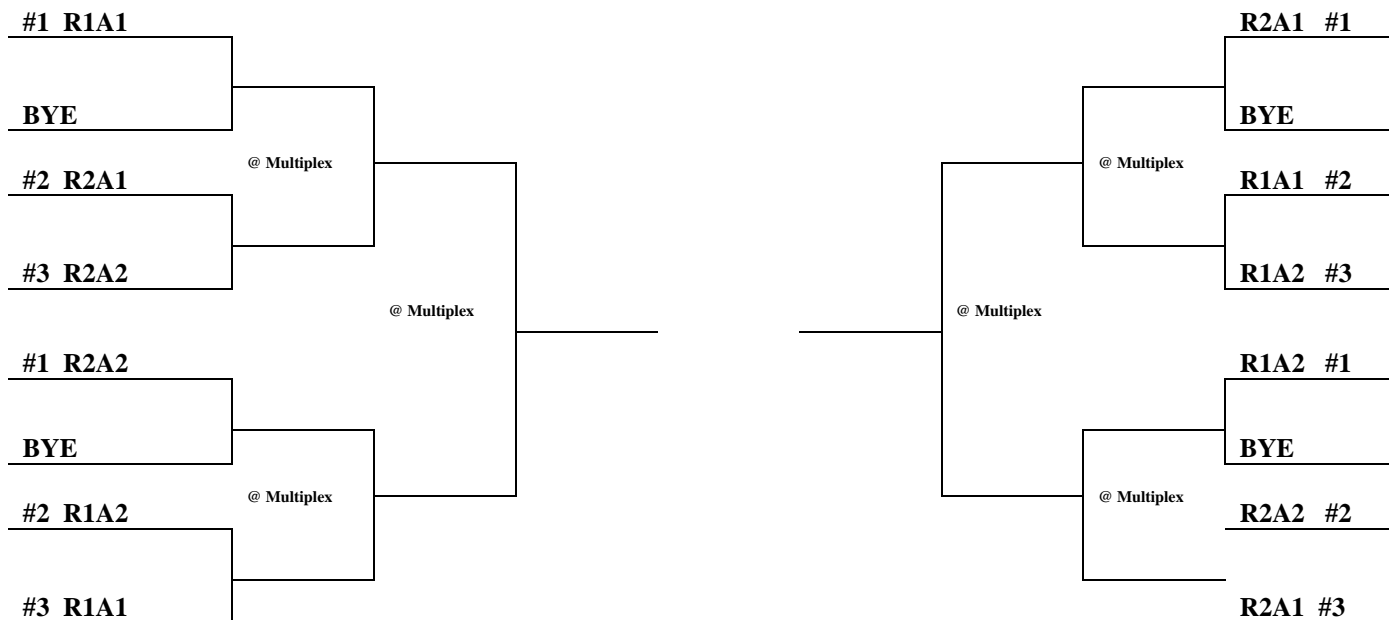 #1 R1A1
BYE
@ Multiplex
#2 R2A1
#3 R2A2
@ Multiplex
#1 R2A2
BYE
@ Multiplex
#2 R1A2
#3 R1A1
R2A1 #1
BYE
@ Multiplex
R1A1 #2
R1A2 #3
@ Multiplex
R1A2 #1
BYE
@ Multiplex
R2A2 #2
R2A1 #3